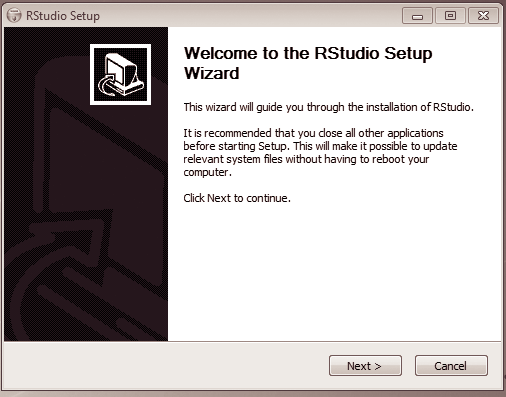 RStudio Setup
Welcome to the RStudio Setup
Wizard
This wizard will guide you through the installation of RStudio.
It is recommended that you close all other applications
before starting Setup. This will make it possible to update
relevant system files without having to reboot your
computer.
Click Next to continue.
Next > Cancel